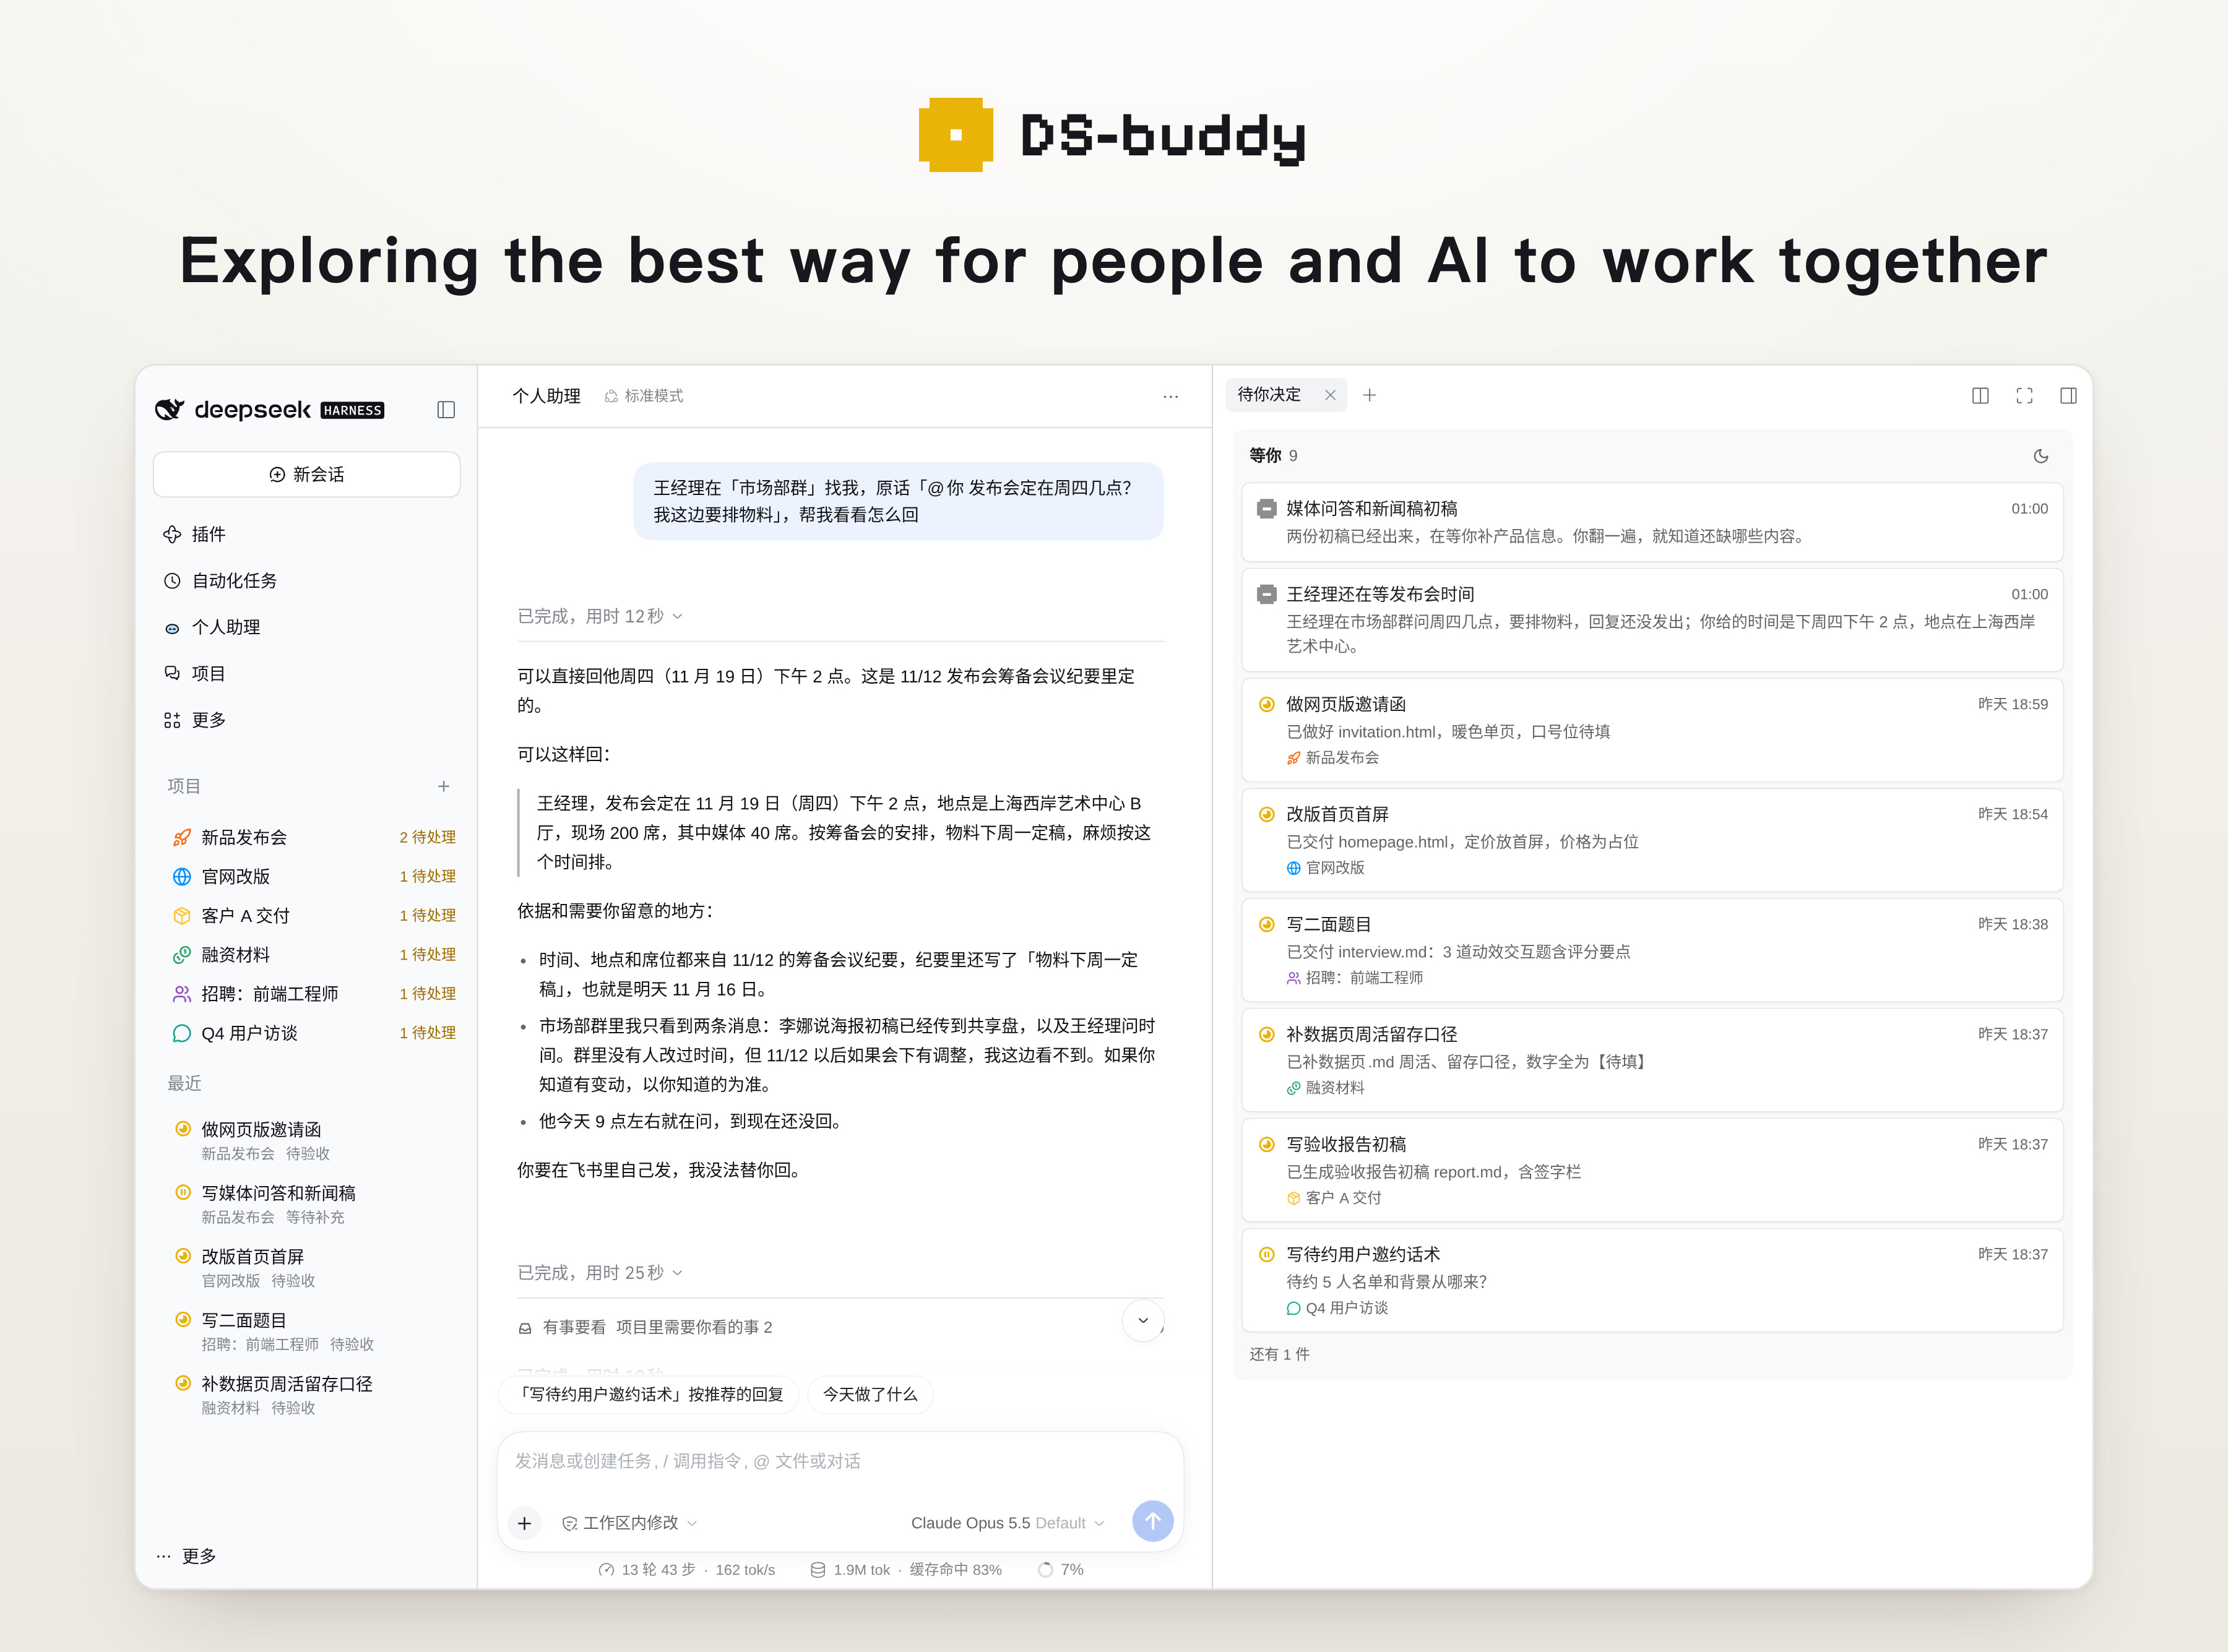 DS-buddy
Exploring the best way for people and AI to work together
deepseek HARNESS
新会话
插件
自动化任务
个人助理
项目
更多
项目
新品发布会 2 待处理
官网改版 1 待处理
客户 A 交付 1 待处理
融资材料 1 待处理
招聘：前端工程师 1 待处理
Q4 用户访谈 1 待处理
最近
做网页版邀请函
新品发布会 待验收
写媒体问答和新闻稿
新品发布会 等待补充
改版首页首屏
官网改版 待验收
写二面题目
招聘：前端工程师 待验收
补数据页周活留存口径
融资材料 待验收
更多
个人助理 标准模式
王经理在「市场部群」找我，原话「@你 发布会定在周四几点？
我这边要排物料」，帮我看看怎么回
已完成，用时 12秒
可以直接回他周四（11 月 19 日）下午 2 点。这是 11/12 发布会筹备会议纪要里定
的。
可以这样回：
王经理，发布会定在 11 月 19 日（周四）下午 2 点，地点是上海西岸艺术中心 B
厅，现场 200 席，其中媒体 40 席。按筹备会的安排，物料下周一定稿，麻烦按这
个时间排。
依据和需要你留意的地方：
时间、地点和席位都来自 11/12 的筹备会议纪要，纪要里还写了「物料下周一定
稿」，也就是明天 11 月 16 日。
市场部群里我只看到两条消息：李娜说海报初稿已经传到共享盘，以及王经理问时
间。群里没有人改过时间，但 11/12 以后如果会下有调整，我这边看不到。如果你
知道有变动，以你知道的为准。
他今天 9 点左右就在问，到现在还没回。
你要在飞书里自己发，我没法替你回。
已完成，用时 25秒
有事要看 项目里需要你看的事 2
「写待约用户邀约话术」按推荐的回复 今天做了什么
发消息或创建任务, / 调用指令, @ 文件或对话
工作区内修改 Claude Opus 5.5 Default
13 轮 43 步 · 162 tok/s 1.9M tok · 缓存命中 83% 7%
待你决定
等你 9
媒体问答和新闻稿初稿 01:00
两份初稿已经出来，在等你补产品信息。你翻一遍，就知道还缺哪些内容。
王经理还在等发布会时间 01:00
王经理在市场部群问周四几点，要排物料，回复还没发出；你给的时间是下周四下午 2 点，地点在上海西岸
艺术中心。
做网页版邀请函 昨天 18:59
已做好 invitation.html，暖色单页，口号位待填
新品发布会
改版首页首屏 昨天 18:54
已交付 homepage.html，定价放首屏，价格为占位
官网改版
写二面题目 昨天 18:38
已交付 interview.md：3 道动效交互题含评分要点
招聘：前端工程师
补数据页周活留存口径 昨天 18:37
已补数据页.md 周活、留存口径，数字全为【待填】
融资材料
写验收报告初稿 昨天 18:37
已生成验收报告初稿 report.md，含签字栏
客户 A 交付
写待约用户邀约话术 昨天 18:37
待约 5 人名单和背景从哪来？
Q4 用户访谈
还有 1 件